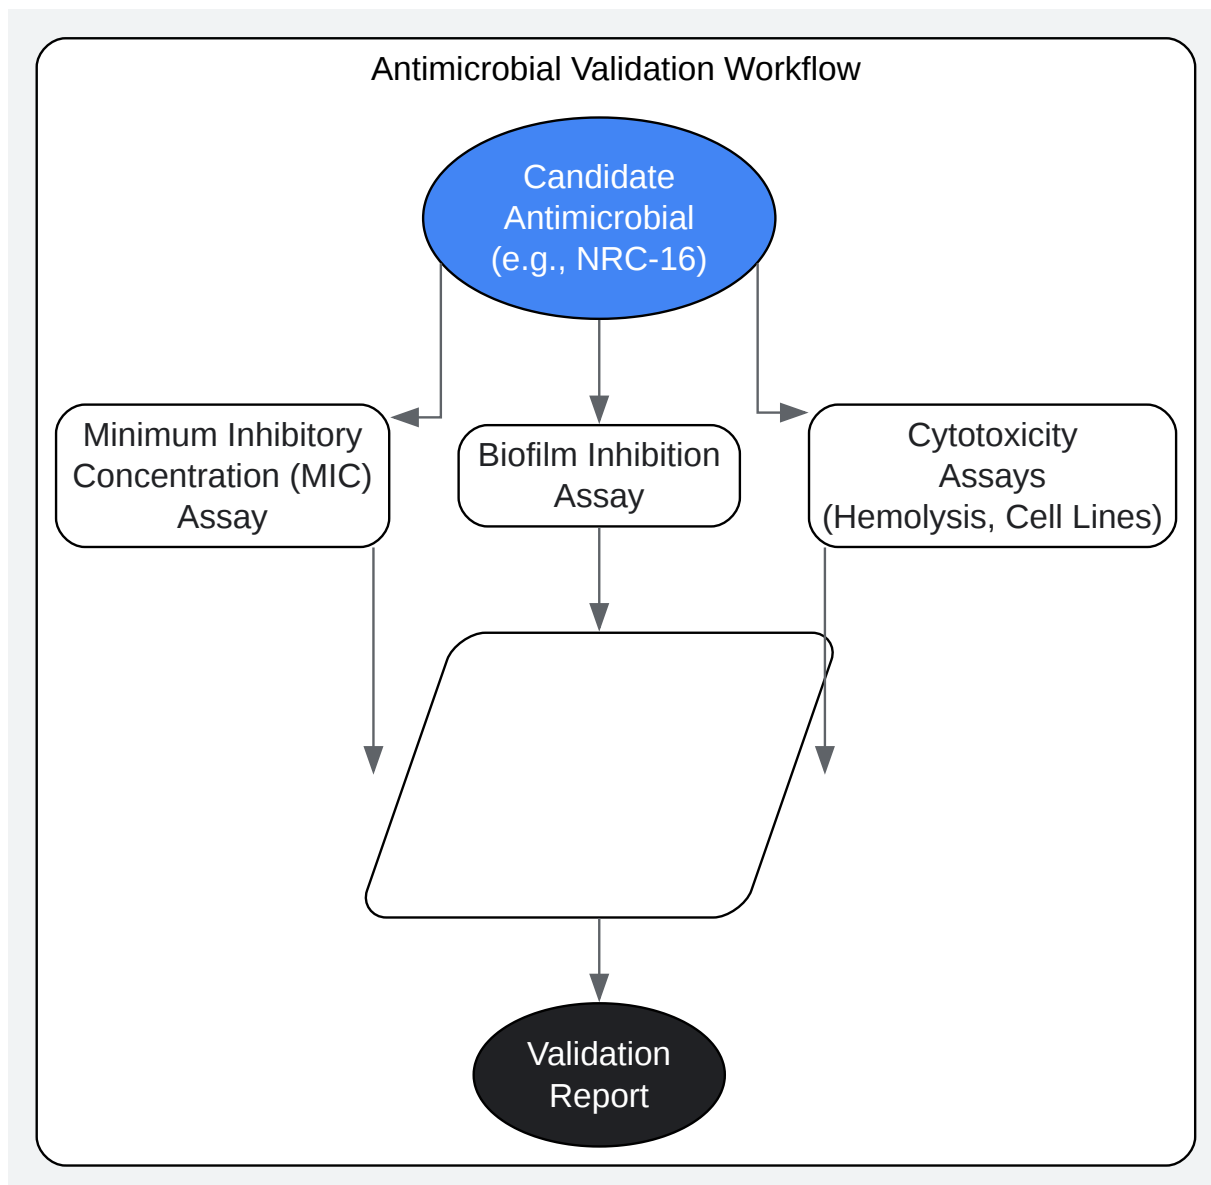 Antimicrobial Validation Workflow
Candidate
Antimicrobial
(e.g., NRC-16)
Minimum Inhibitory
Concentration (MIC)
Assay
Biofilm Inhibition
Assay
Cytotoxicity
Assays
(Hemolysis, Cell Lines)
Validation
Report